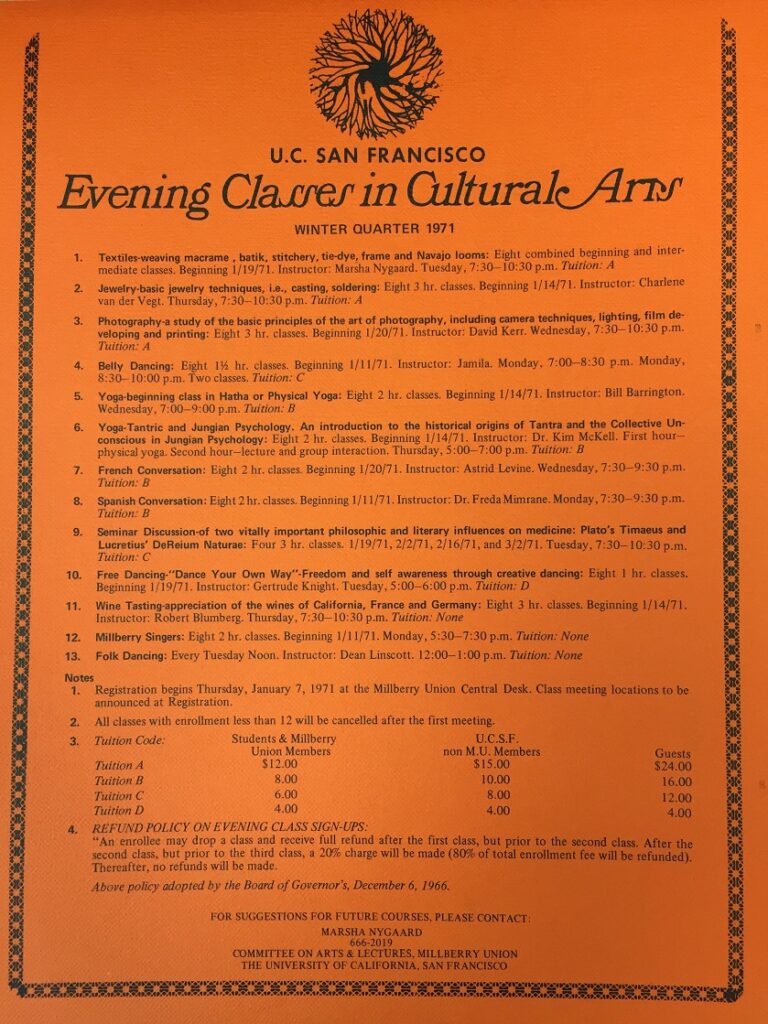 U.C. SAN FRANCISCO
Evening Classes in Cultural Arts
WINTER QUARTER 1971
1. Textiles-weaving macrame , batik, stitchery, tie-dye, frame and Navajo looms: Eight combined beginning and inter-
mediate classes. Beginning 1/19/71. Instructor: Marsha Nygaard. Tuesday, 7:30–10:30 p.m. Tuition: A
2. Jewelry-basic jewelry techniques, i.e., casting, soldering: Eight 3 hr. classes. Beginning 1/14/71. Instructor: Charlene
van der Vegt. Thursday, 7:30–10:30 p.m. Tuition: A
3. Photography-a study of the basic principles of the art of photography, including camera techniques, lighting, film de-
veloping and printing: Eight 3 hr. classes. Beginning 1/20/71. Instructor: David Kerr. Wednesday, 7:30–10:30 p.m.
Tuition: A
4. Belly Dancing: Eight 1½ hr. classes. Beginning 1/11/71. Instructor: Jamila. Monday, 7:00–8:30 p.m. Monday,
8:30–10:00 p.m. Two classes. Tuition: C
5. Yoga-beginning class in Hatha or Physical Yoga: Eight 2 hr. classes. Beginning 1/14/71. Instructor: Bill Barrington.
Wednesday, 7:00–9:00 p.m. Tuition: B
6. Yoga-Tantric and Jungian Psychology. An introduction to the historical origins of Tantra and the Collective Un-
conscious in Jungian Psychology: Eight 2 hr. classes. Beginning 1/14/71. Instructor: Dr. Kim McKell. First hour—
physical yoga. Second hour—lecture and group interaction. Thursday, 5:00–7:00 p.m. Tuition: B
7. French Conversation: Eight 2 hr. classes. Beginning 1/20/71. Instructor: Astrid Levine. Wednesday, 7:30–9:30 p.m.
Tuition: B
8. Spanish Conversation: Eight 2 hr. classes. Beginning 1/11/71. Instructor: Dr. Freda Mimrane. Monday, 7:30–9:30 p.m.
Tuition: B
9. Seminar Discussion-of two vitally important philosophic and literary influences on medicine: Plato's Timaeus and
Lucretius' DeReium Naturae: Four 3 hr. classes. 1/19/71, 2/2/71, 2/16/71, and 3/2/71. Tuesday, 7:30–10:30 p.m.
Tuition: C
10. Free Dancing-"Dance Your Own Way"-Freedom and self awareness through creative dancing: Eight 1 hr. classes.
Beginning 1/19/71. Instructor: Gertrude Knight. Tuesday, 5:00–6:00 p.m. Tuition: D
11. Wine Tasting-appreciation of the wines of California, France and Germany: Eight 3 hr. classes. Beginning 1/14/71.
Instructor: Robert Blumberg. Thursday, 7:30–10:30 p.m. Tuition: None
12. Millberry Singers: Eight 2 hr. classes. Beginning 1/11/71. Monday, 5:30–7:30 p.m. Tuition: None
13. Folk Dancing: Every Tuesday Noon. Instructor: Dean Linscott. 12:00–1:00 p.m. Tuition: None
Notes
1. Registration begins Thursday, January 7, 1971 at the Millberry Union Central Desk. Class meeting locations to be
announced at Registration.
2. All classes with enrollment less than 12 will be cancelled after the first meeting.
3. Tuition Code: Students & Millberry U.C.S.F.
Union Members non M.U. Members Guests
Tuition A $12.00 $15.00 $24.00
Tuition B 8.00 10.00 16.00
Tuition C 6.00 8.00 12.00
Tuition D 4.00 4.00 4.00
4. REFUND POLICY ON EVENING CLASS SIGN-UPS:
"An enrollee may drop a class and receive full refund after the first class, but prior to the second class. After the
second class, but prior to the third class, a 20% charge will be made (80% of total enrollment fee will be refunded).
Thereafter, no refunds will be made.
Above policy adopted by the Board of Governor's, December 6, 1966.
FOR SUGGESTIONS FOR FUTURE COURSES, PLEASE CONTACT:
MARSHA NYGAARD
666-2019
COMMITTEE ON ARTS & LECTURES, MILLBERRY UNION
THE UNIVERSITY OF CALIFORNIA, SAN FRANCISCO